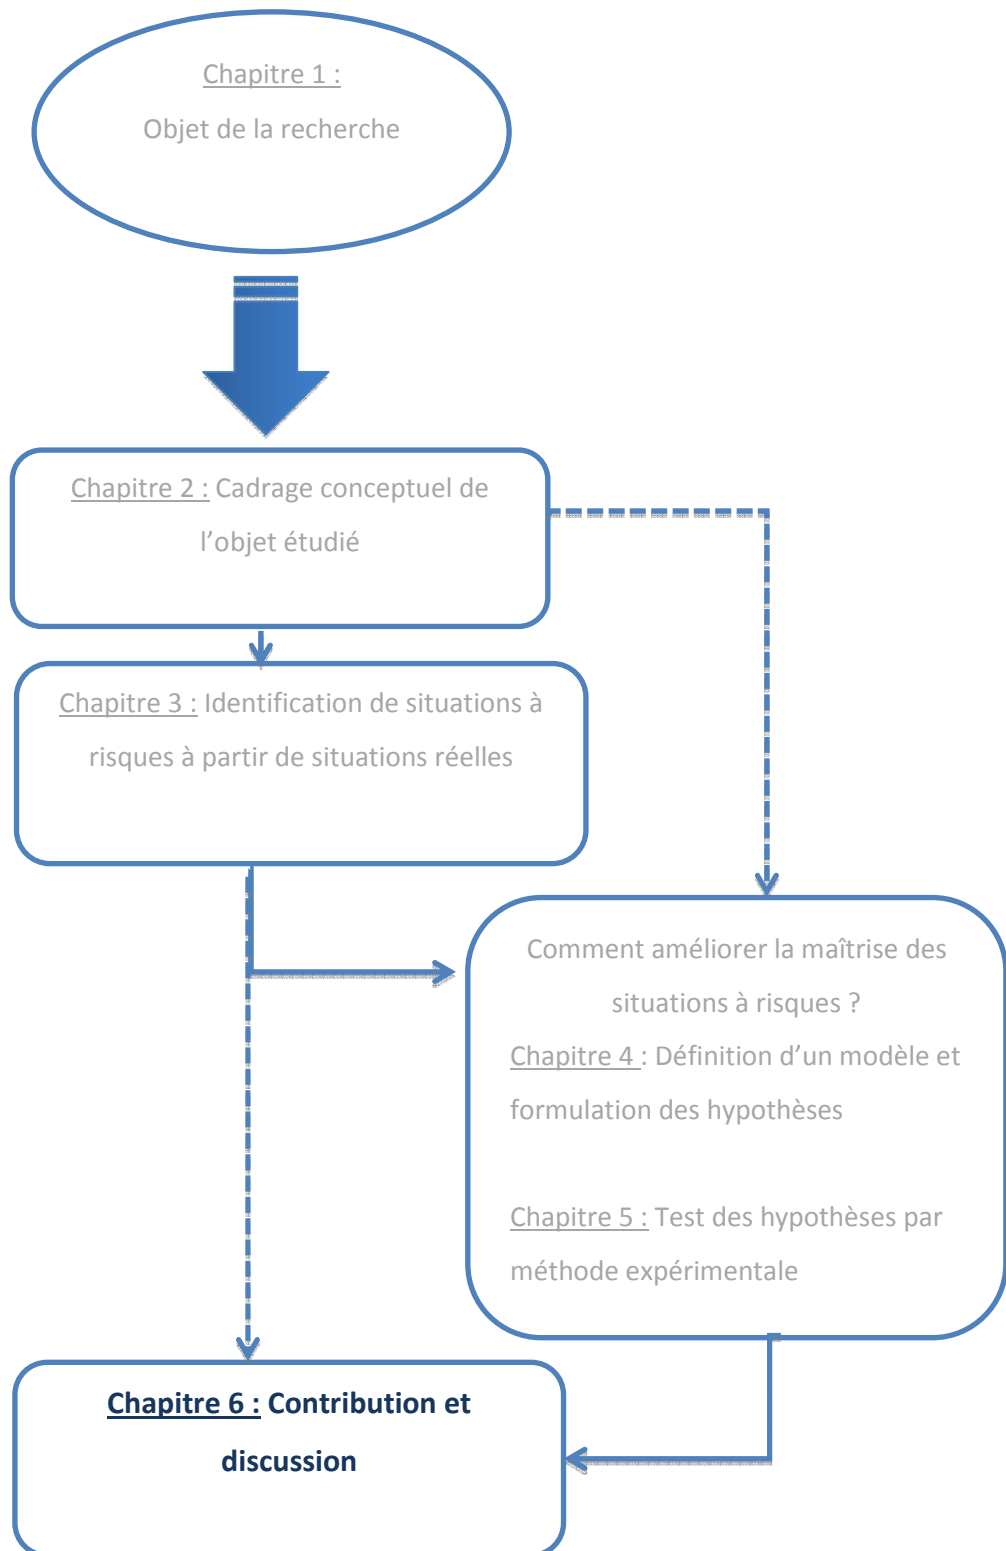 Chapitre 1 :
Objet de la recherche
Chapitre 2 : Cadrage conceptuel de
l’objet étudié
Chapitre 3 : Identification de situations à
risques à partir de situations réelles
Comment améliorer la maîtrise des
situations à risques ?
Chapitre 4 : Définition d’un modèle et
formulation des hypothèses
Chapitre 5 : Test des hypothèses par
méthode expérimentale
Chapitre 6 : Contribution et
discussion